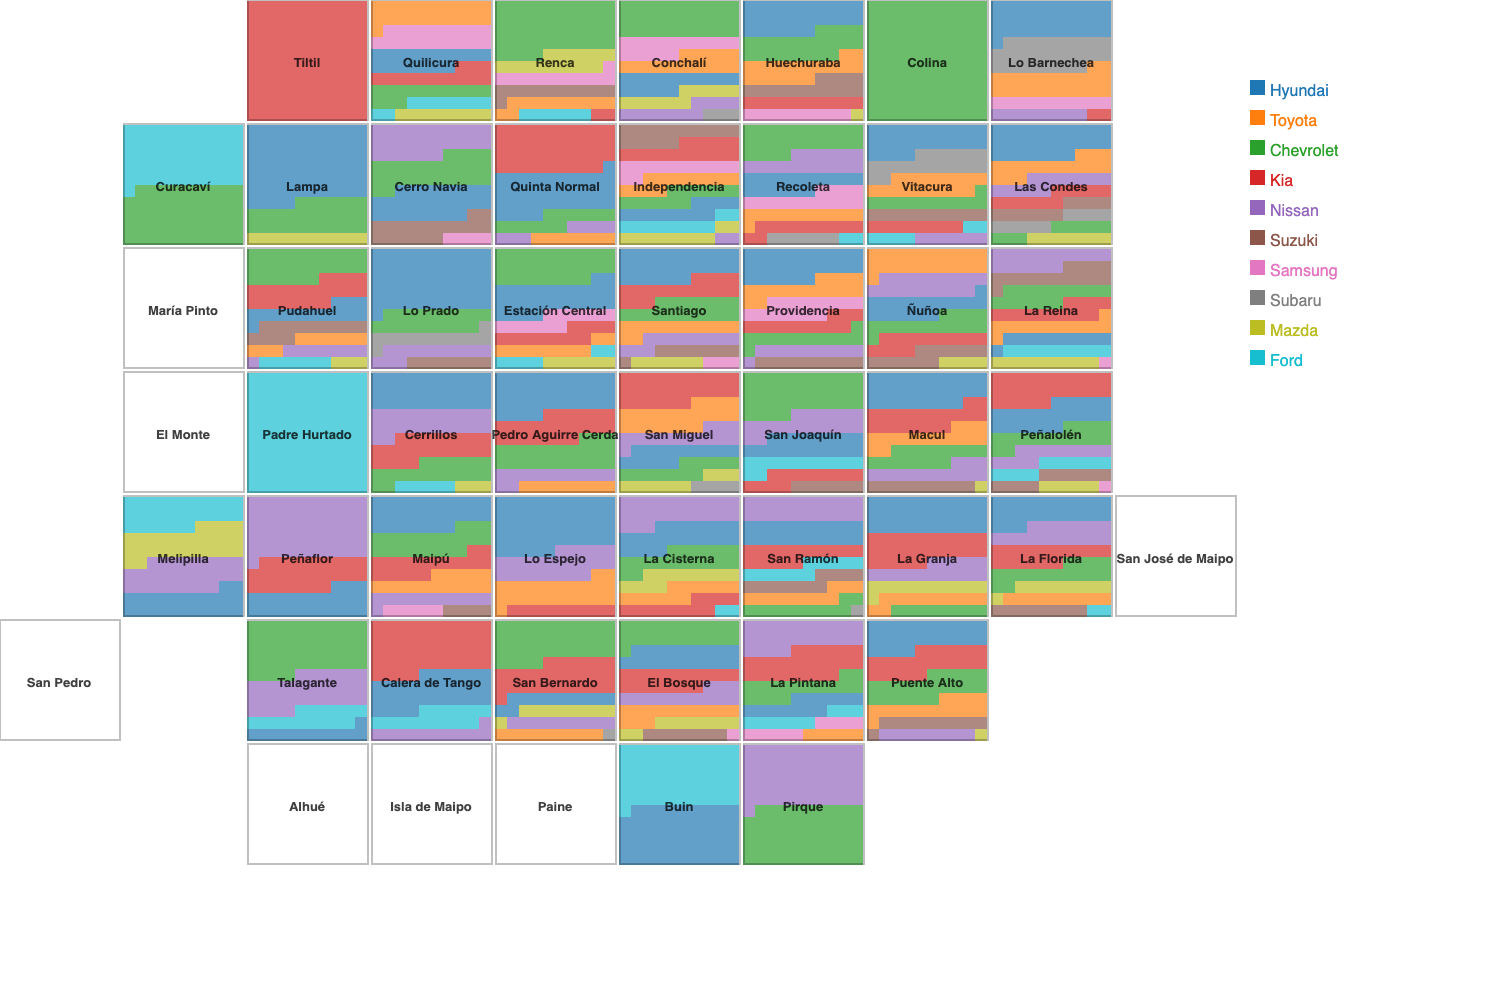 Tiltil
Quilicura
Renca
Conchalí
Huechuraba
Colina
Lo Barnechea
Curacaví
Lampa
Cerro Navia
Quinta Normal
Independencia
Recoleta
Vitacura
Las Condes
María Pinto
Pudahuel
Lo Prado
Estación Central
Santiago
Providencia
Ñuñoa
La Reina
El Monte
Padre Hurtado
Cerrillos
Pedro Aguirre Cerda
San Miguel
San Joaquín
Macul
Peñalolén
Melipilla
Peñaflor
Maipú
Lo Espejo
La Cisterna
San Ramón
La Granja
La Florida
San José de Maipo
San Pedro
Talagante
Calera de Tango
San Bernardo
El Bosque
La Pintana
Puente Alto
Alhué
Isla de Maipo
Paine
Buin
Pirque
Hyundai
Toyota
Chevrolet
Kia
Nissan
Suzuki
Samsung
Subaru
Mazda
Ford